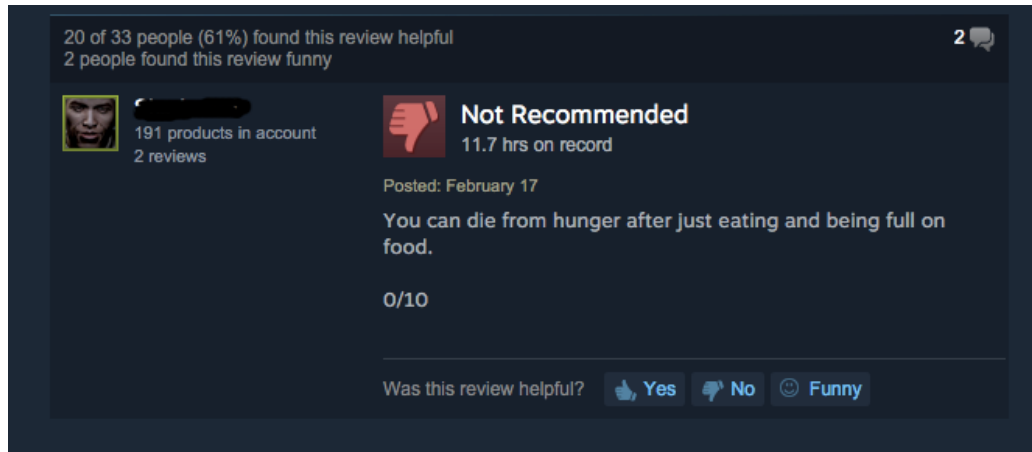 20 of 33 people (61%) found this review helpful
2 people found this review funny
2
191 products in account
2 reviews
Not Recommended
11.7 hrs on record
Posted: February 17
You can die from hunger after just eating and being full on
food.
0/10
Was this review helpful? Yes No Funny